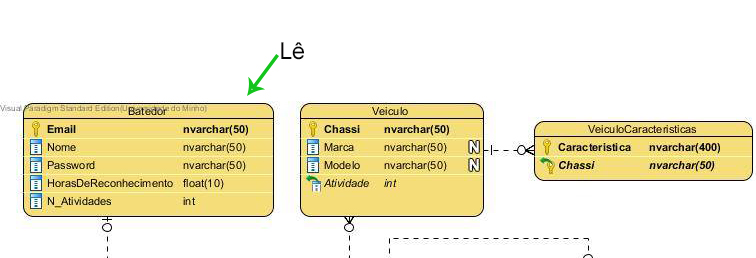 Lê
Visual Paradigm Standard Edition(Universidade do Minho)
Batedor
Email nvarchar(50)
Nome nvarchar(50)
Password nvarchar(50)
HorasDeReconhecimento float(10)
N_Atividades int
Veiculo
Chassi nvarchar(50)
Marca nvarchar(50) N
Modelo nvarchar(50) N
Atividade int
VeiculoCaracteristicas
Caracteristica nvarchar(400)
Chassi nvarchar(50)